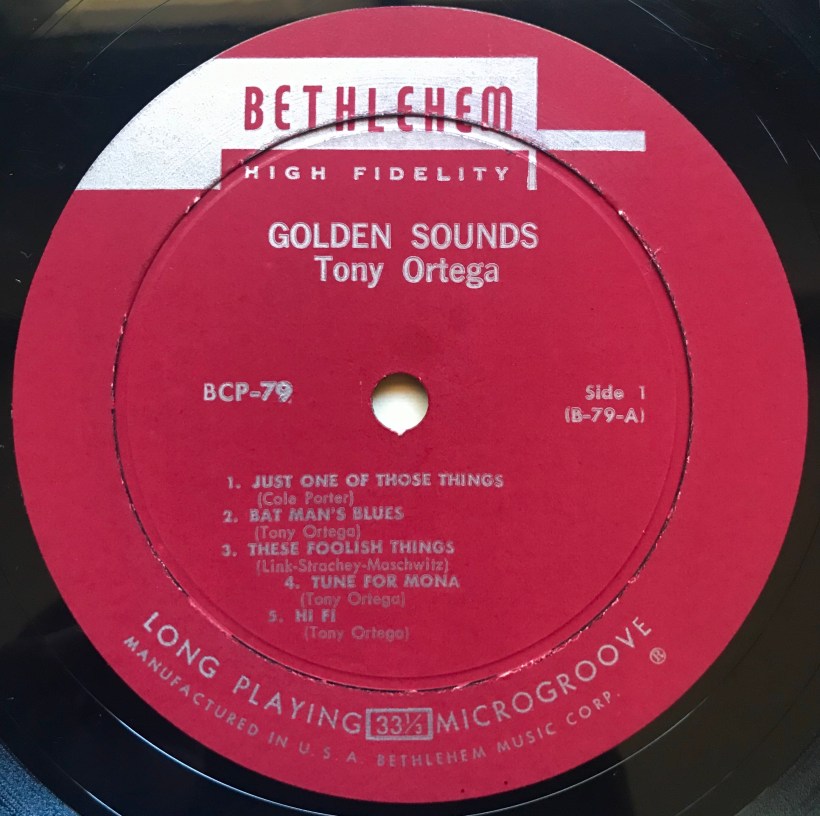 BETHLEHEM
HIGH FIDELITY
GOLDEN SOUNDS
Tony Ortega
BCP-79
Side 1
(B-79-A)
1. JUST ONE OF THOSE THINGS
(Cole Porter)
2. BAT MAN'S BLUES
(Tony Ortega)
3. THESE FOOLISH THINGS
(Link-Strachey-Maschwitz)
4. TUNE FOR MONA
(Tony Ortega)
5. HI FI
(Tony Ortega)
LONG PLAYING 33⅓ MICROGROOVE ®
MANUFACTURED IN U. S. A. BETHLEHEM MUSIC CORP.